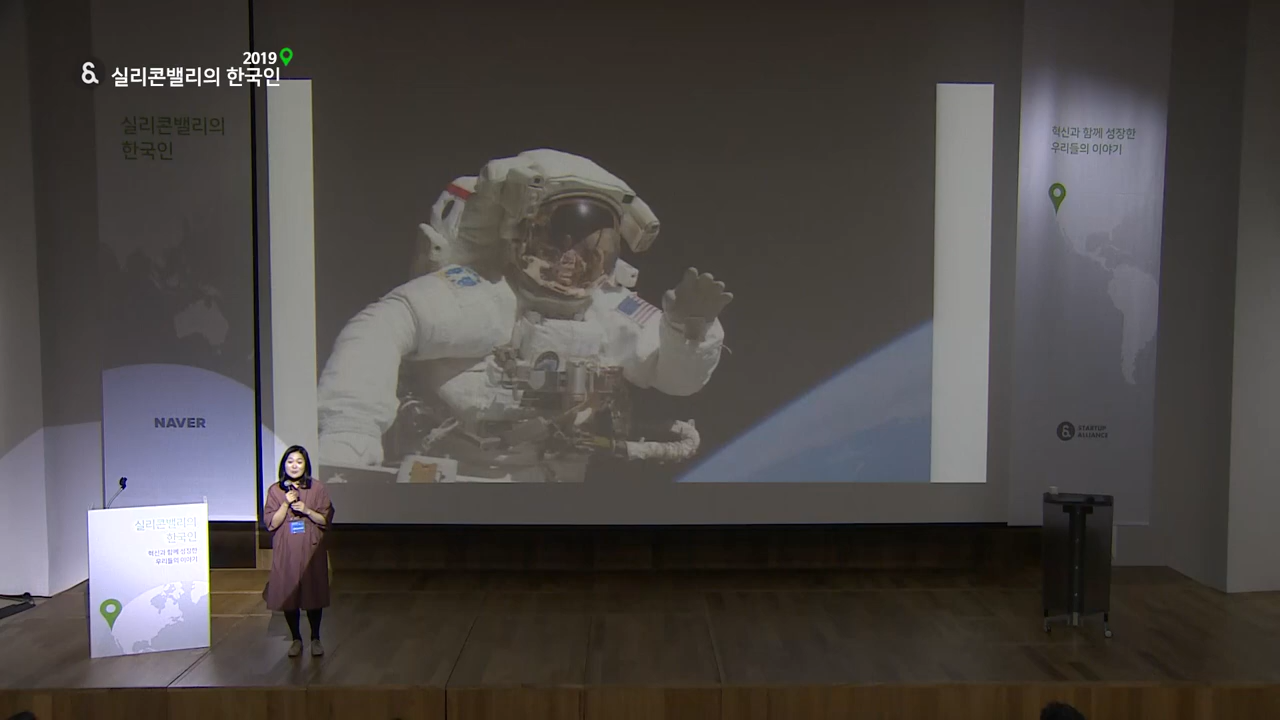 2019
& 실리콘밸리의 한국인
실리콘밸리의
한국인
NAVER
실리콘밸리의
한국인
혁신과 함께 성장한
우리들의 이야기
혁신과 함께 성장한
우리들의 이야기
& STARTUP
ALLIANCE